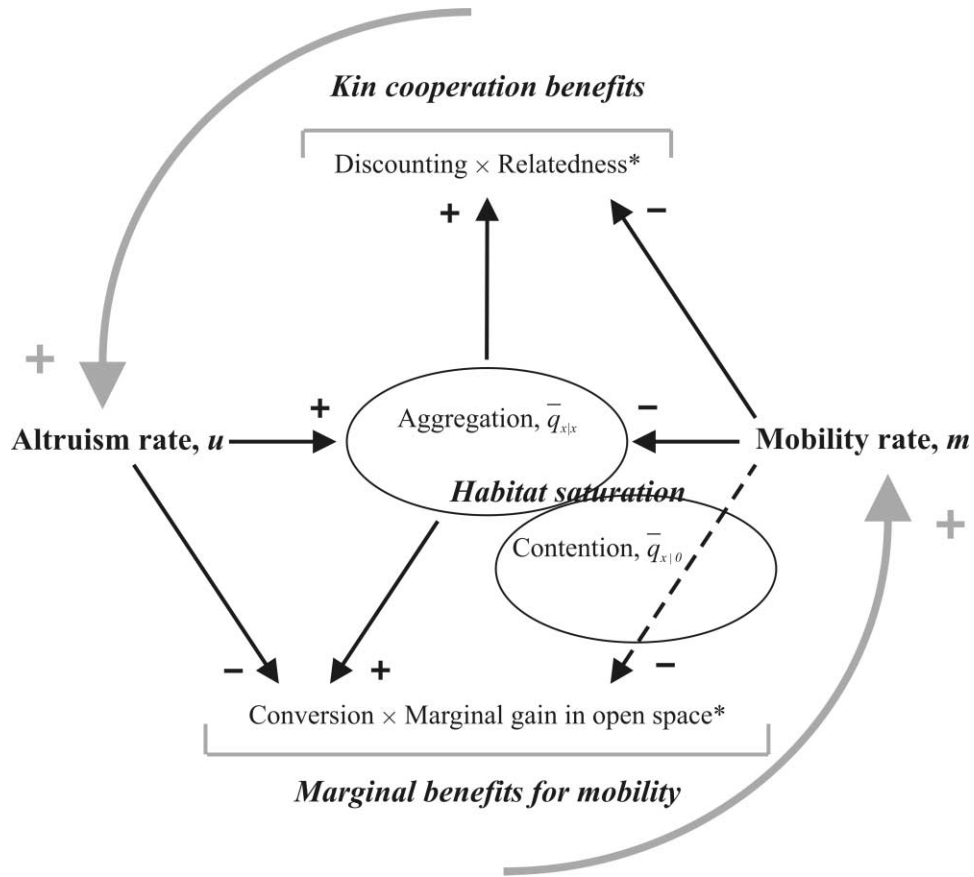 Kin cooperation benefits
Discounting × Relatedness*
+ −
+
+ −
Aggregation, q̅x|x
Altruism rate, u Mobility rate, m
Habitat saturation
+
Contention, q̅x|0
− + −
Conversion × Marginal gain in open space*
Marginal benefits for mobility